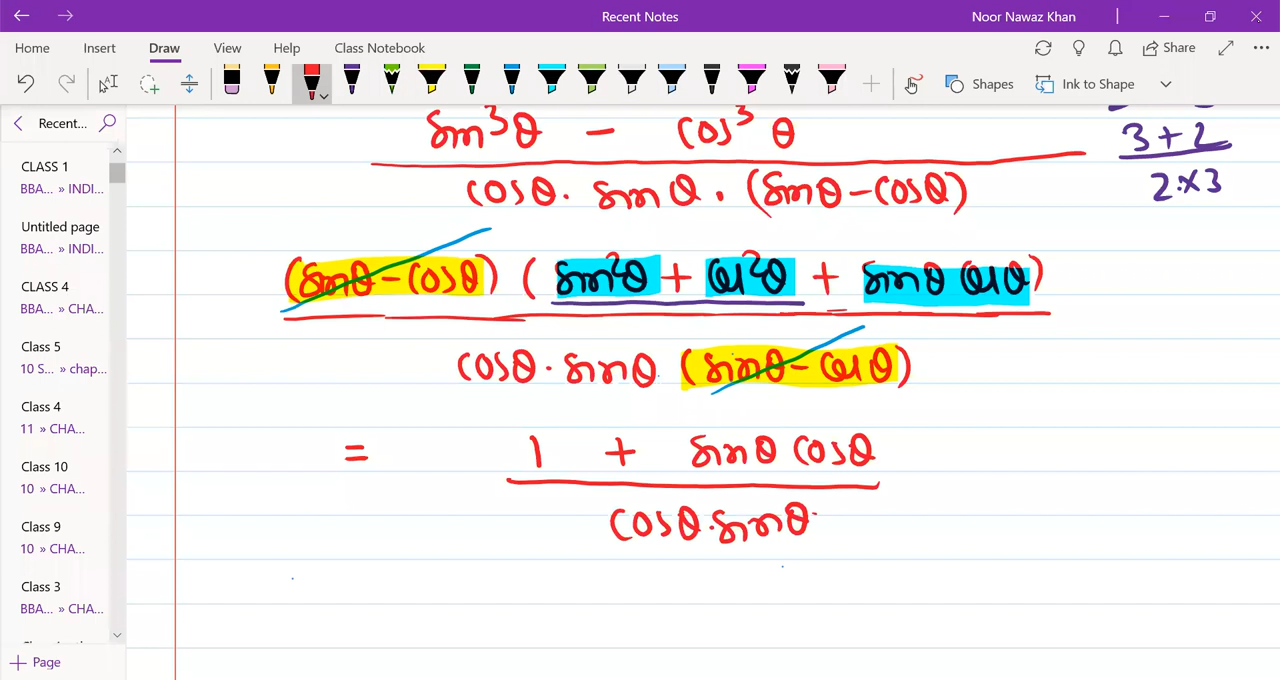 Recent Notes
Noor Nawaz Khan
Home Insert Draw View Help Class Notebook
Share
Shapes
Ink to Shape
Recent...
CLASS 1
BBA... » INDI...
Untitled page
BBA... » INDI...
CLASS 4
BBA... » CHA...
Class 5
10 S... » chap...
Class 4
11 » CHA...
Class 10
10 » CHA...
Class 9
10 » CHA...
Class 3
BBA... » CHA...
Page
sin³θ - cos³θ
cosθ · sinθ · (sinθ - cosθ)
3 + 2
2 × 3
(sinθ - cosθ) (sin²θ + cos²θ + sinθ cosθ)
cosθ · sinθ (sinθ - cosθ)
= 1 + sinθ cosθ
cosθ · sinθ